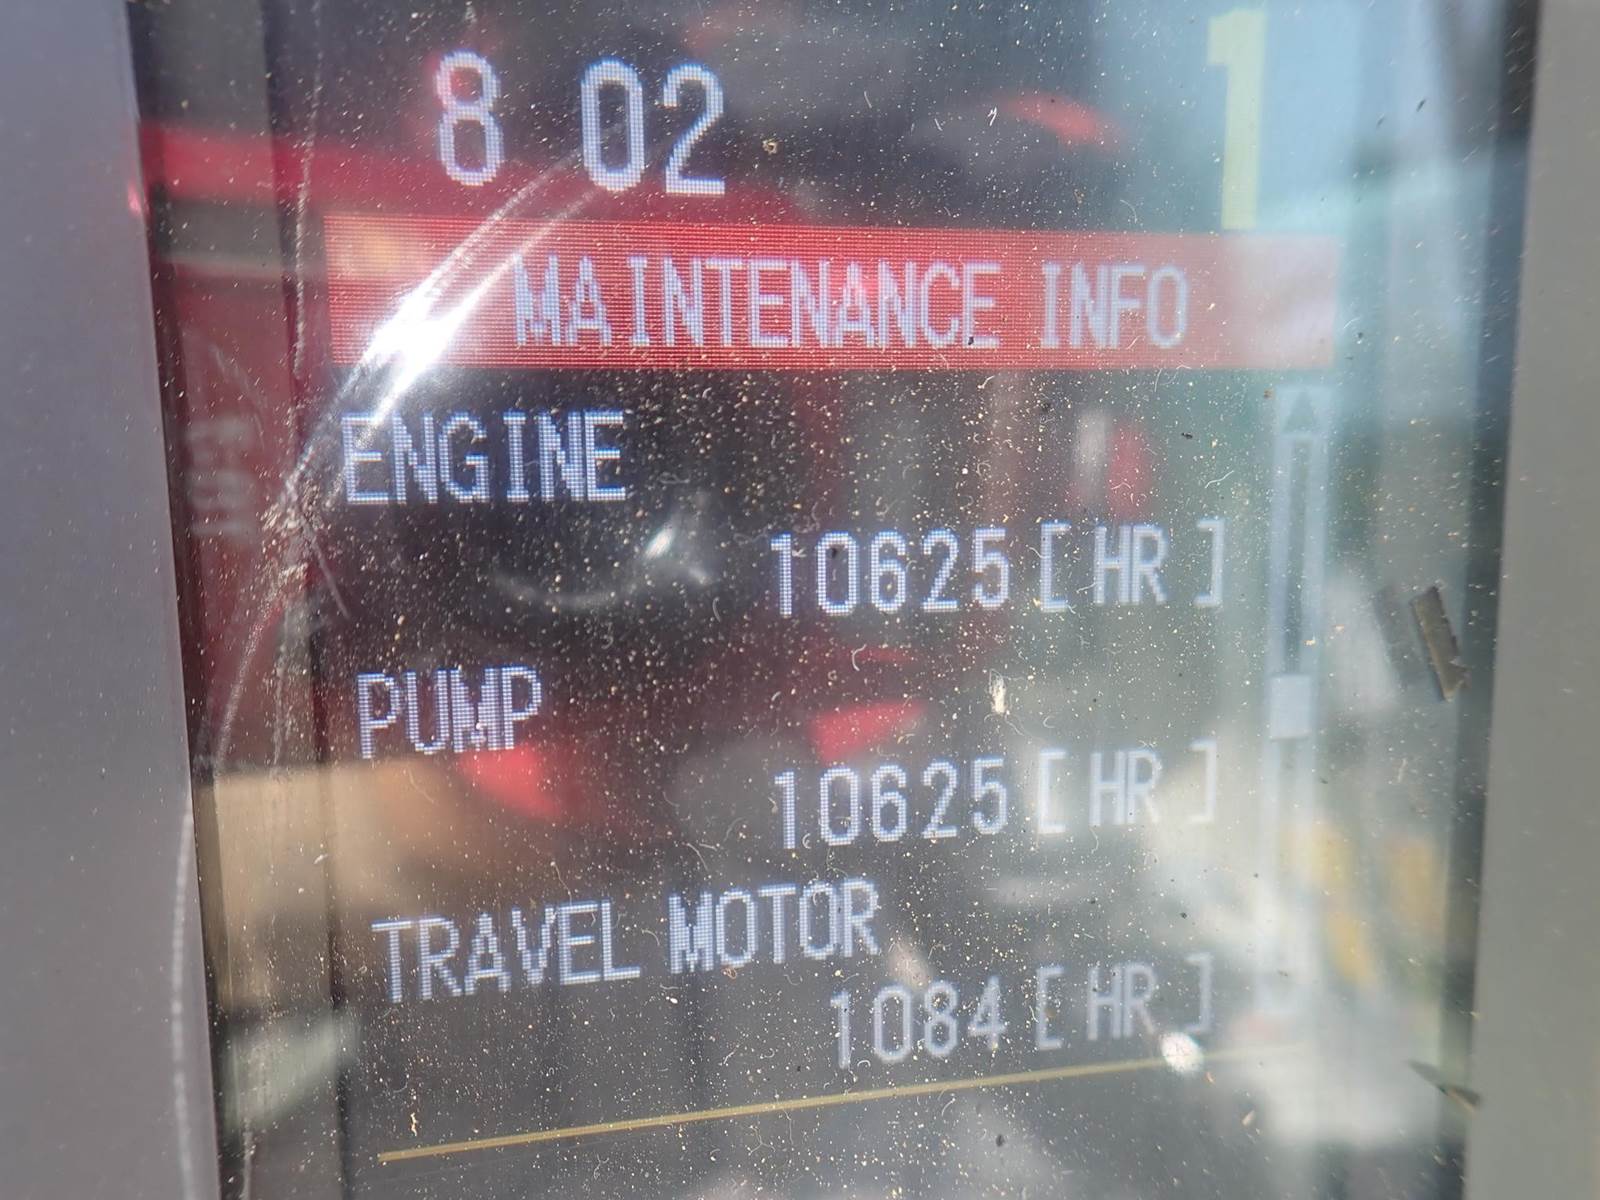 8 02 1
MAINTENANCE INFO
ENGINE
10625 [ HR ]
PUMP
10625 [ HR ]
TRAVEL MOTOR
1084 [ HR ]